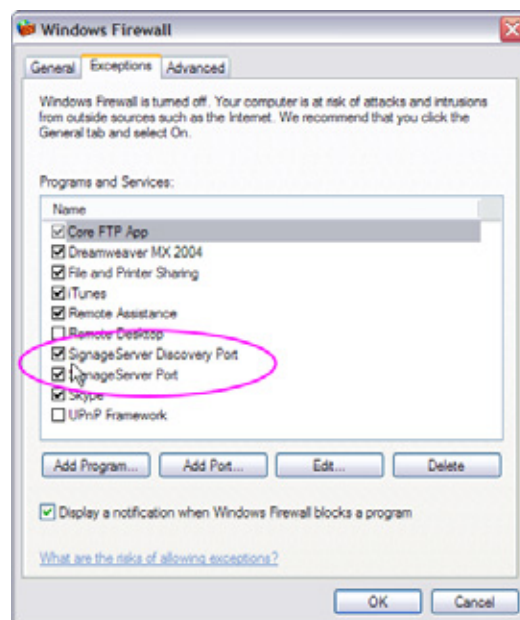 Windows Firewall
General Exceptions Advanced
Windows Firewall is turned off. Your computer is at risk of attacks and intrusions
from outside sources such as the Internet. We recommend that you click the
General tab and select On.
Programs and Services:
Name
Core FTP App
Dreamweaver MX 2004
File and Printer Sharing
iTunes
Remote Assistance
Remote Desktop
SignageServer Discovery Port
SignageServer Port
Skype
UPnP Framework
Add Program... Add Port... Edit... Delete
Display a notification when Windows Firewall blocks a program
What are the risks of allowing exceptions?
OK Cancel